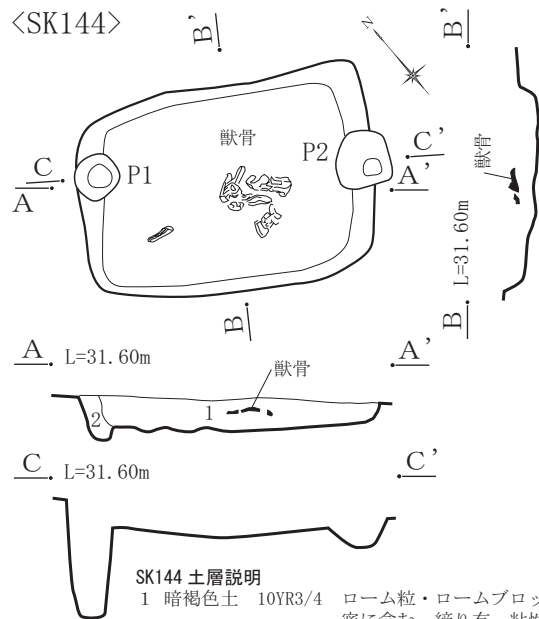 <SK144>
B'
N
獣骨
P1
P2
C
A
C'
A'
B
B'
獣骨
L=31.60m
B
A
L=31.60m
獣骨
A'
2
1
C
L=31.60m
C'
SK144 土層説明
1 暗褐色土 10YR3/4 ローム粒・ロームブロッ